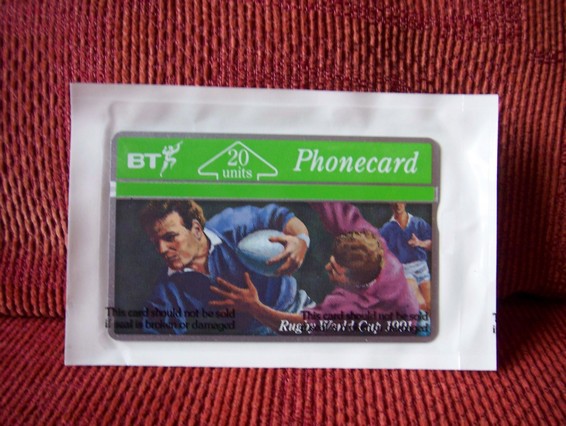 BT
20
units
Phonecard
This card should not be sold
if seal is broken or damaged
This card should not be sold
Rugby World Cup 1991